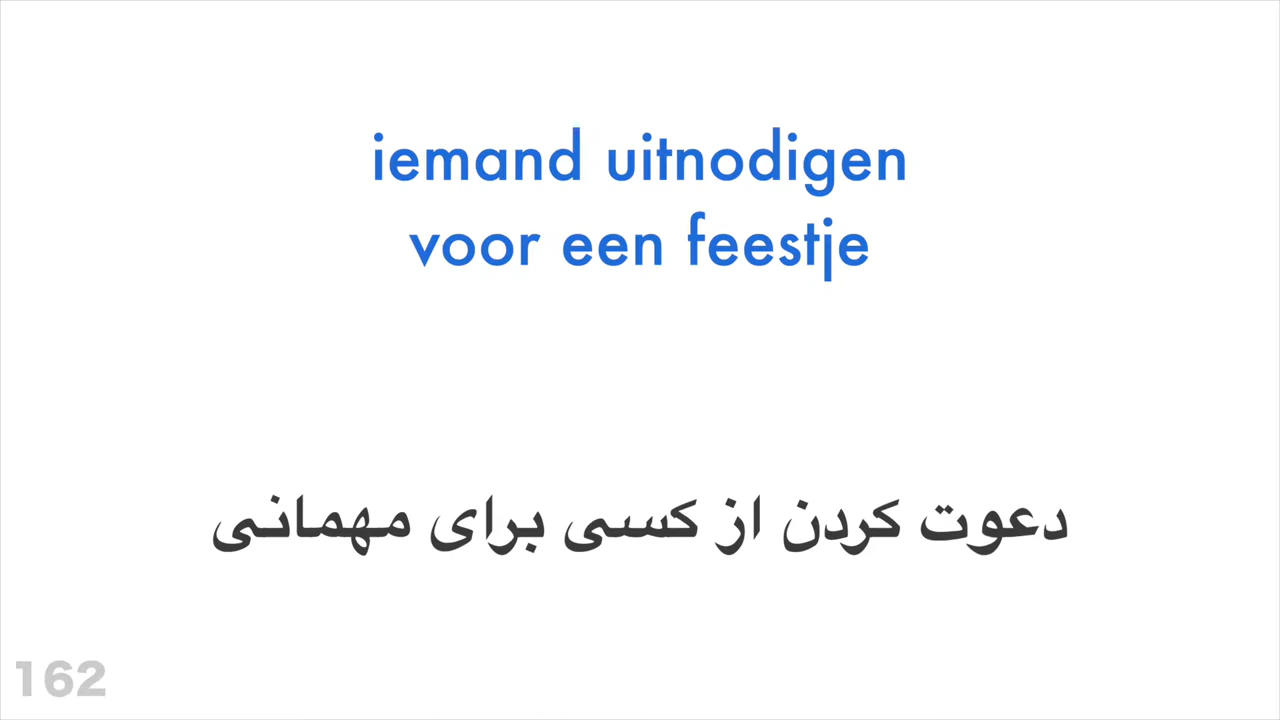 iemand uitnodigen
voor een feestje
دعوت کردن از کسی برای مهمانی
162